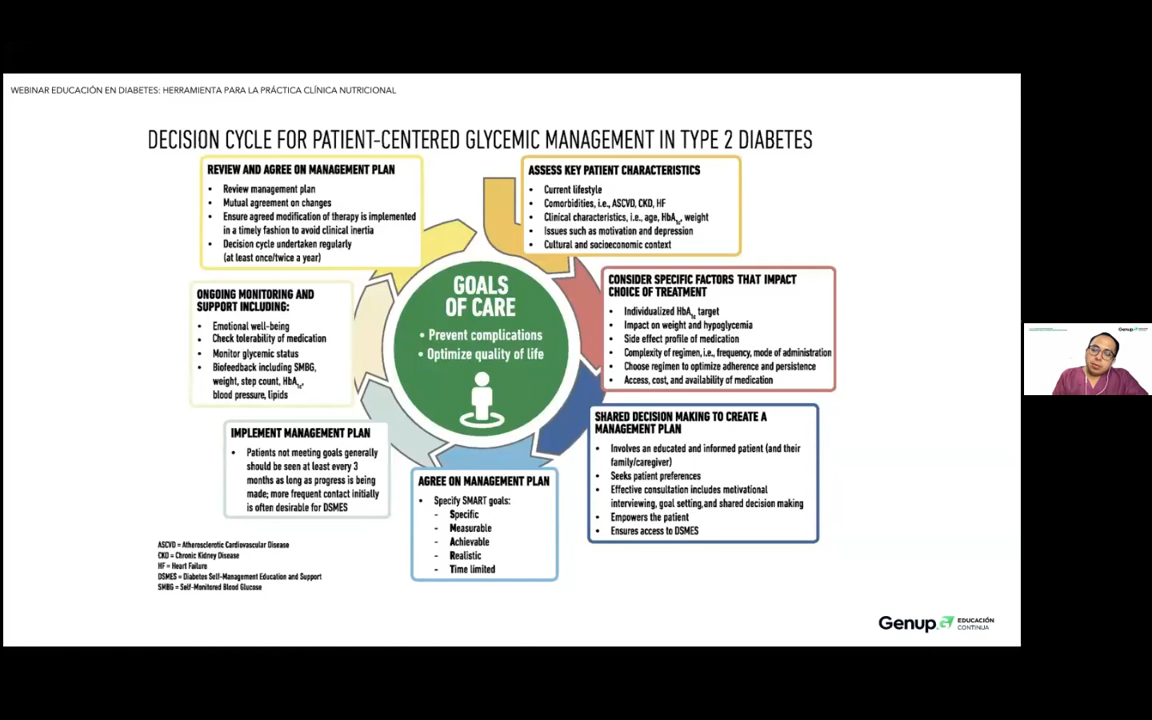 WEBINAR EDUCACIÓN EN DIABETES: HERRAMIENTA PARA LA PRÁCTICA CLÍNICA NUTRICIONAL
DECISION CYCLE FOR PATIENT-CENTERED GLYCEMIC MANAGEMENT IN TYPE 2 DIABETES
REVIEW AND AGREE ON MANAGEMENT PLAN
• Review management plan
• Mutual agreement on changes
• Ensure agreed modification of therapy is implemented
in a timely fashion to avoid clinical inertia
• Decision cycle undertaken regularly
(at least once/twice a year)
ASSESS KEY PATIENT CHARACTERISTICS
• Current lifestyle
• Comorbidities, i.e., ASCVD, CKD, HF
• Clinical characteristics, i.e., age, HbA1c, weight
• Issues such as motivation and depression
• Cultural and socioeconomic context
CONSIDER SPECIFIC FACTORS THAT IMPACT
CHOICE OF TREATMENT
• Individualized HbA1c target
• Impact on weight and hypoglycemia
• Side effect profile of medication
• Complexity of regimen, i.e., frequency, mode of administration
• Choose regimen to optimize adherence and persistence
• Access, cost, and availability of medication
SHARED DECISION MAKING TO CREATE A
MANAGEMENT PLAN
• Involves an educated and informed patient (and their
family/caregiver)
• Seeks patient preferences
• Effective consultation includes motivational
interviewing, goal setting,and shared decision making
• Empowers the patient
• Ensures access to DSMES
AGREE ON MANAGEMENT PLAN
• Specify SMART goals:
- Specific
- Measurable
- Achievable
- Realistic
- Time limited
IMPLEMENT MANAGEMENT PLAN
• Patients not meeting goals generally
should be seen at least every 3
months as long as progress is being
made; more frequent contact initially
is often desirable for DSMES
ONGOING MONITORING AND
SUPPORT INCLUDING:
• Emotional well-being
• Check tolerability of medication
• Monitor glycemic status
• Biofeedback including SMBG,
weight, step count, HbA1c,
blood pressure, lipids
GOALS
OF CARE
• Prevent complications
• Optimize quality of life
ASCVD = Atherosclerotic Cardiovascular Disease
CKD = Chronic Kidney Disease
HF = Heart Failure
DSMES = Diabetes Self-Management Education and Support
SMBG = Self-Monitored Blood Glucose
Genup
EDUCACIÓN
CONTINUA
Genup